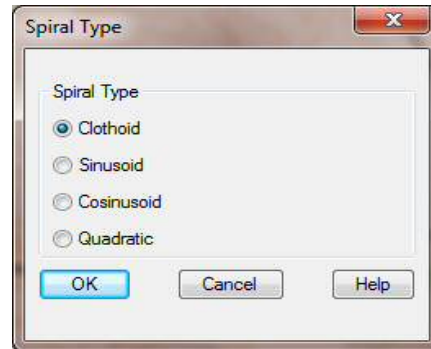 Spiral Type
Spiral Type
Clothoid
Sinusoid
Cosinusoid
Quadratic
OK Cancel Help